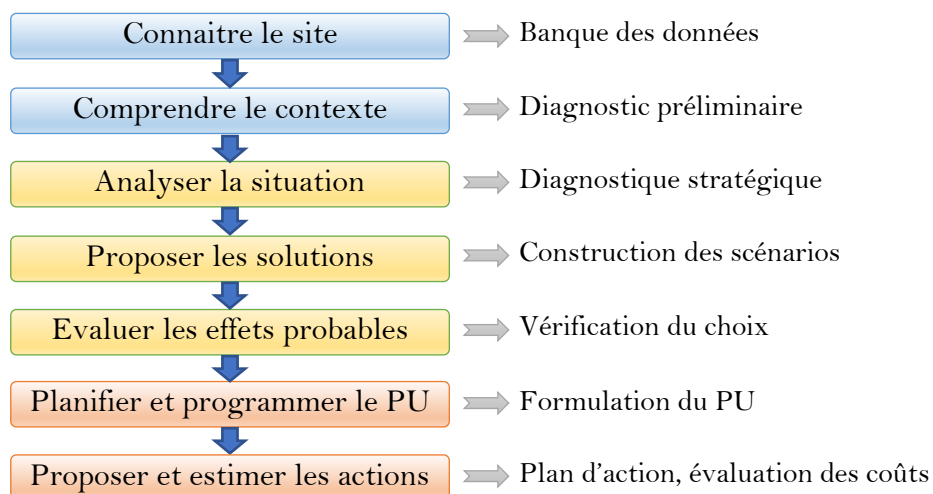 Connaitre le site
Banque des données
Comprendre le contexte
Diagnostic préliminaire
Analyser la situation
Diagnostique stratégique
Proposer les solutions
Construction des scénarios
Evaluer les effets probables
Vérification du choix
Planifier et programmer le PU
Formulation du PU
Proposer et estimer les actions
Plan d’action, évaluation des coûts